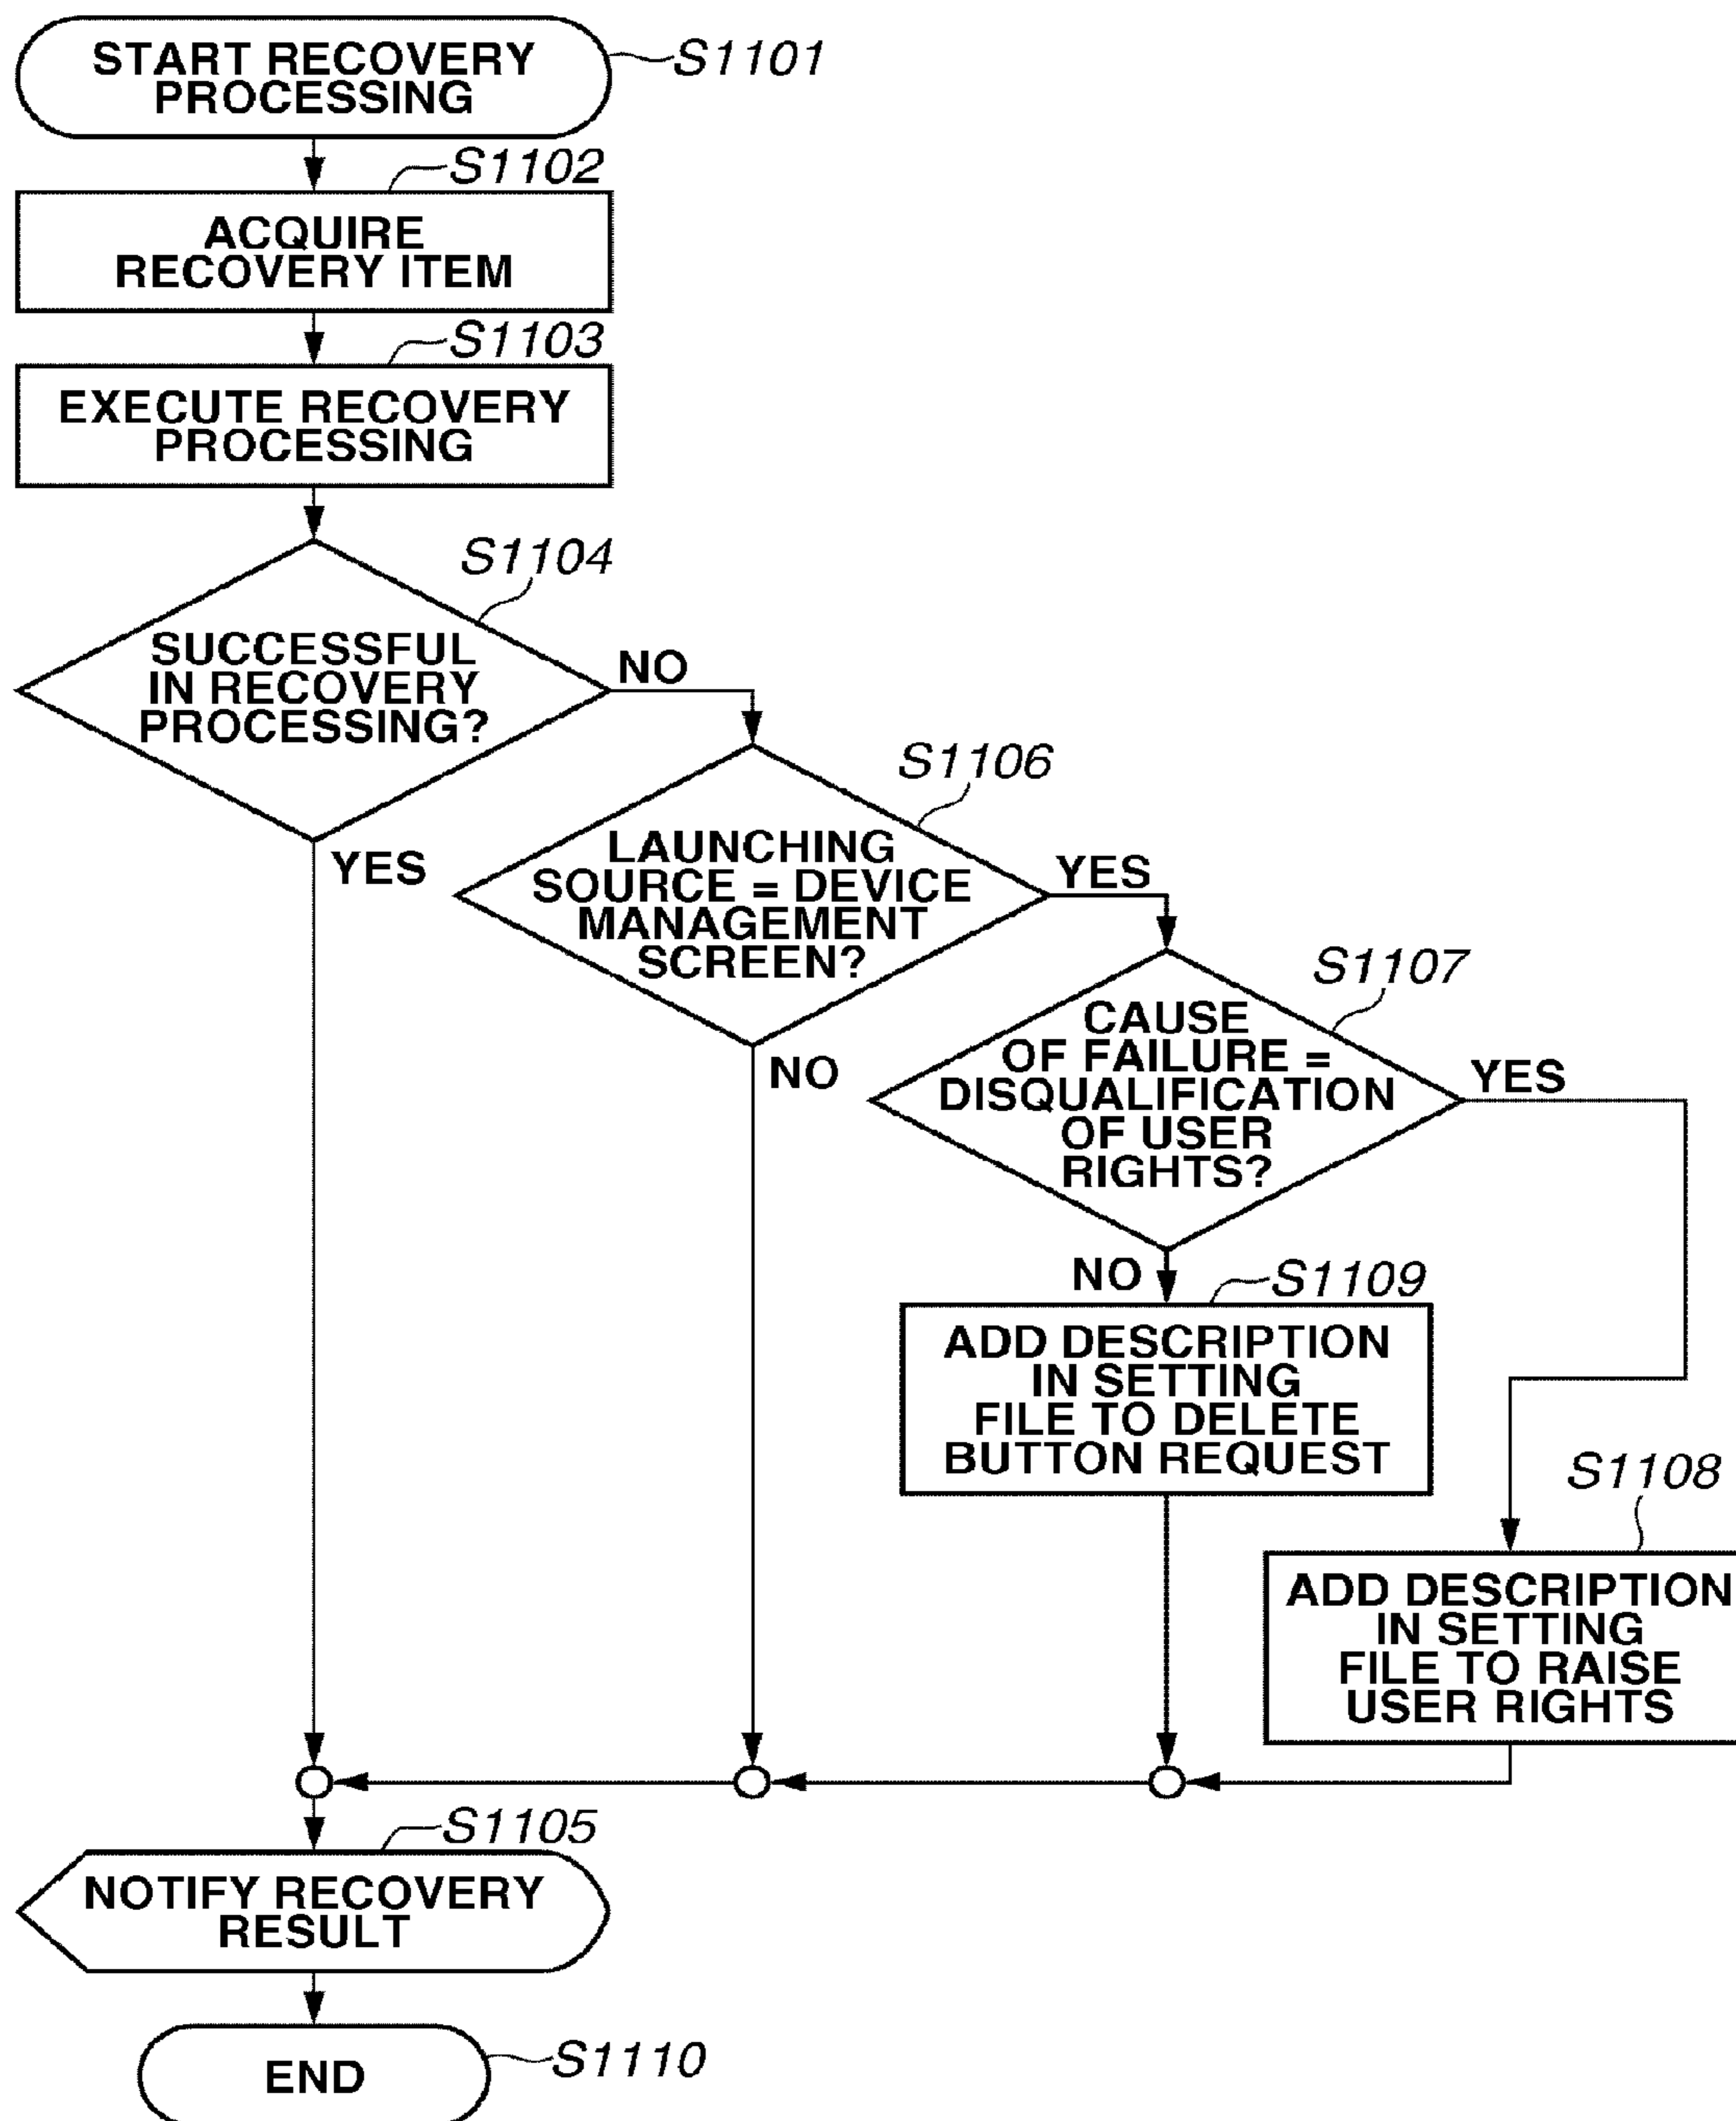 START RECOVERY
PROCESSING
S1101
S1102
ACQUIRE
RECOVERY ITEM
S1103
EXECUTE RECOVERY
PROCESSING
S1104
SUCCESSFUL
IN RECOVERY
PROCESSING?
NO
YES
S1106
LAUNCHING
SOURCE = DEVICE
MANAGEMENT
SCREEN?
YES
NO
S1107
CAUSE
OF FAILURE =
DISQUALIFICATION
OF USER
RIGHTS?
YES
NO
S1109
ADD DESCRIPTION
IN SETTING
FILE TO DELETE
BUTTON REQUEST
S1108
ADD DESCRIPTION
IN SETTING
FILE TO RAISE
USER RIGHTS
S1105
NOTIFY RECOVERY
RESULT
END
S1110